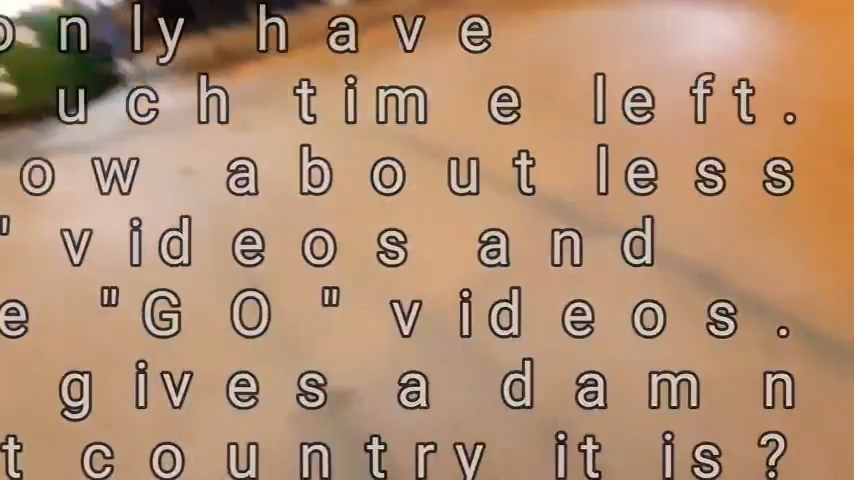 only have
uch time left.
ow about less
" videos and
e "GO" videos.
gives a damn
t country it is?